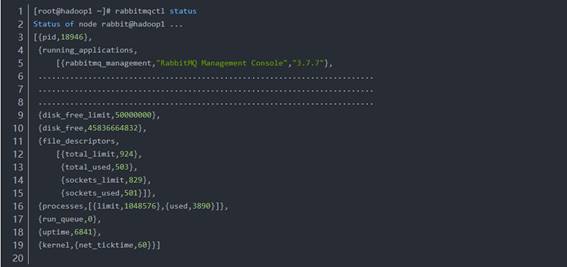 1 [root@hadoop1 ~]# rabbitmqctl status
2 Status of node rabbit@hadoop1 ...
3 [{pid,18946},
4 {running_applications,
5 [{rabbitmq_management,"RabbitMQ Management Console","3.7.7"},
6 ........................................................................
7 ........................................................................
8 ........................................................................
9 {disk_free_limit,50000000},
10 {disk_free,45836664832},
11 {file_descriptors,
12 [{total_limit,924},
13 {total_used,503},
14 {sockets_limit,829},
15 {sockets_used,501}]},
16 {processes,[{limit,1048576},{used,3890}]},
17 {run_queue,0},
18 {uptime,6841},
19 {kernel,{net_ticktime,60}}]
20